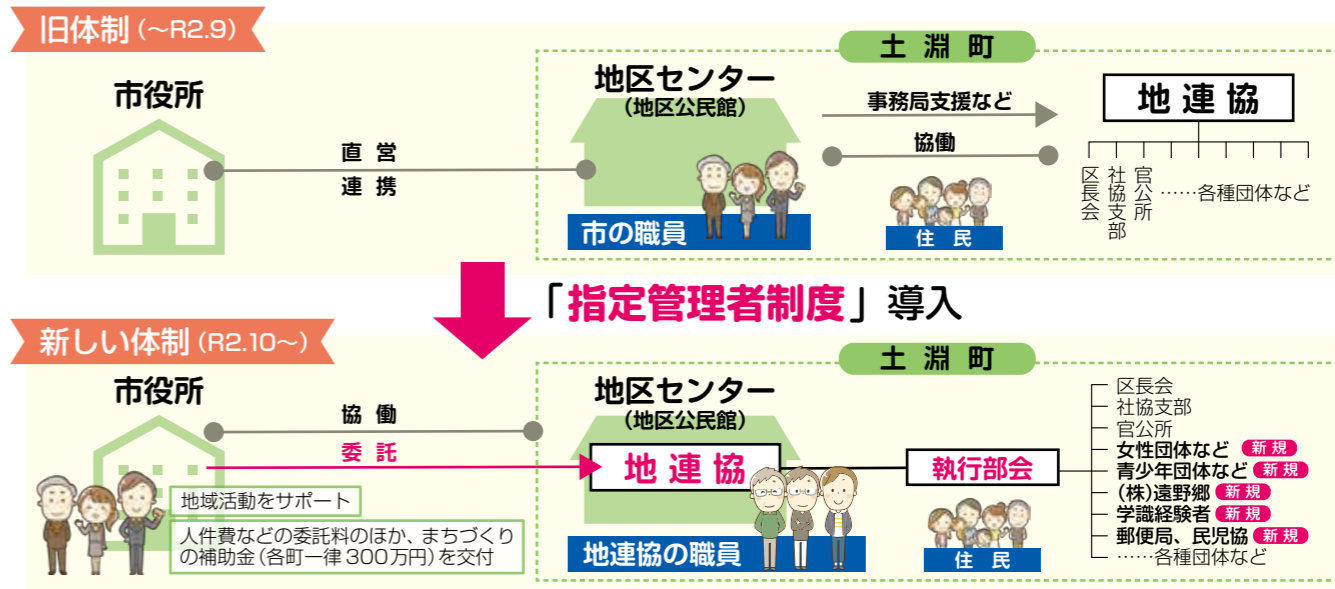 旧体制(~R2.9)
土淵町
市役所
地区センター
(地区公民館)
直営
連携
事務局支援など
協働
地連協
区長会
社協支部
官公所
……各種団体など
市の職員
住民
「指定管理者制度」導入
新しい体制(R2.10~)
土淵町
市役所
地区センター
(地区公民館)
協働
委託
地連協
執行部会
地域活動をサポート
人件費などの委託料のほか、まちづくり
の補助金(各町一律300万円)を交付
地連協の職員
住民
区長会
社協支部
官公所
女性団体など 新規
青少年団体など 新規
(株)遠野郷 新規
学識経験者 新規
郵便局、民児協 新規
……各種団体など